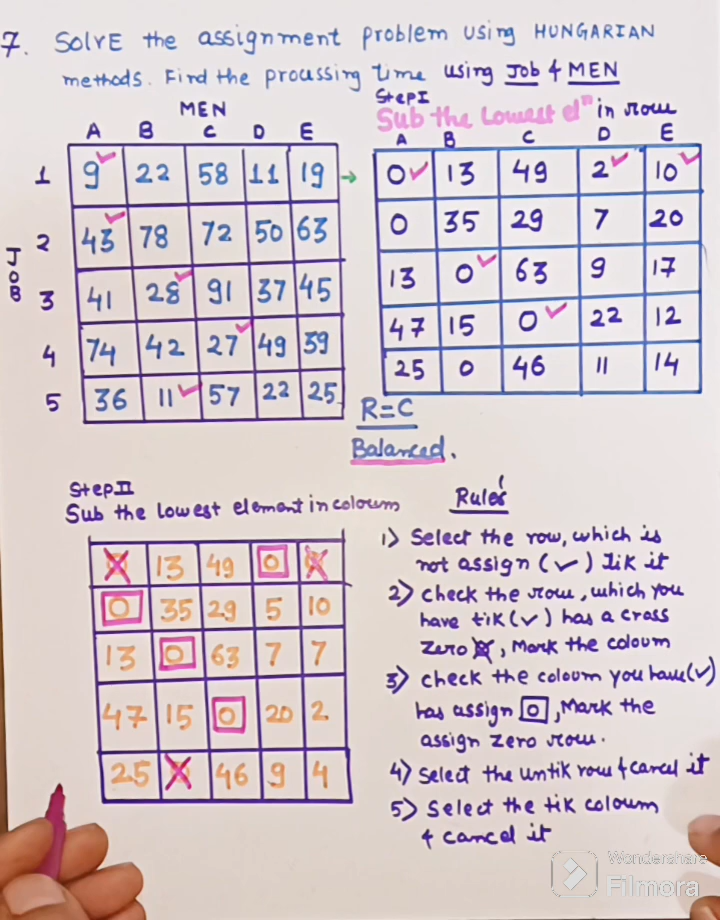 7. SolvE the assignment problem using HUNGARIAN
methods. Find the proussing time using Job & MEN
MEN
A B C D E
JOB
1 9 22 58 11 19
2 43 78 72 50 63
3 41 28 91 37 45
4 74 42 27 49 39
5 36 11 57 22 25
StepI
Sub the Lowest elⁿ in row
A B C D E
0 13 49 2 10
0 35 29 7 20
13 0 63 9 17
47 15 0 22 12
25 0 46 11 14
R=C
Balanced.
StepII
Sub the lowest element in coloum
0 13 49 0 0
0 35 29 5 10
13 0 63 7 7
47 15 0 20 2
25 0 46 9 4
Rules
1) Select the row, which is
not assign (✓) Tik it
2) check the row, which you
have tik(✓) has a cross
Zero 0, Mark the coloum
3) check the coloum you have(✓)
has assign 0, Mark the
assign zero row.
4) Select the untik row & cancel it
5) Select the tik coloum
& cancel it
Wondershare
Filmora